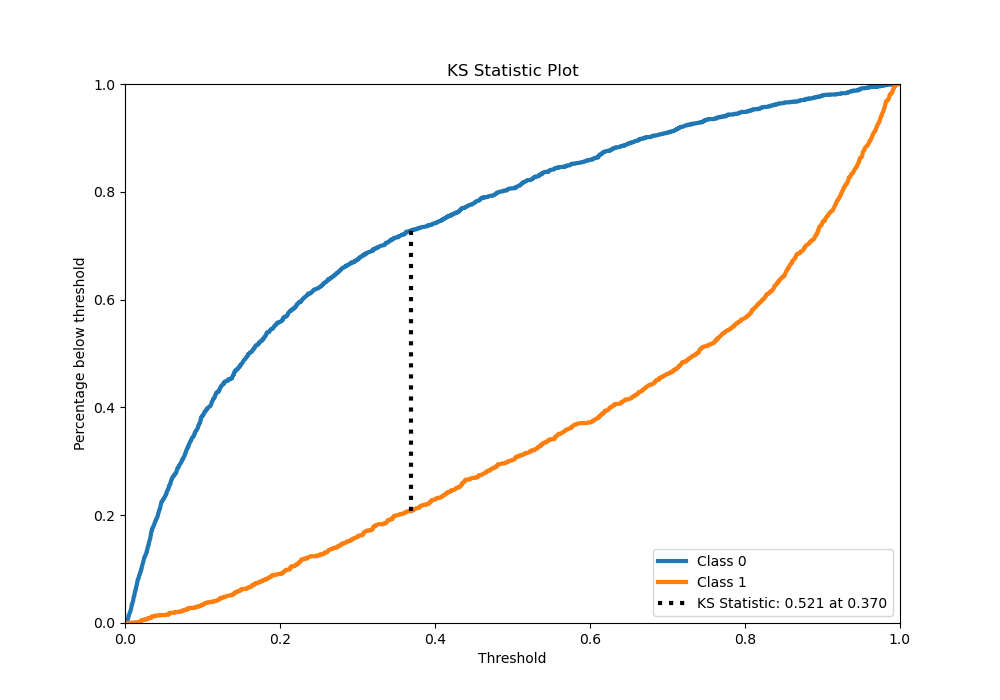 KS Statistic Plot
1.0
0.8
0.6
0.4
0.2
0.0
Percentage below threshold
0.0 0.2 0.4 0.6 0.8 1.0
Threshold
Class 0
Class 1
KS Statistic: 0.521 at 0.370